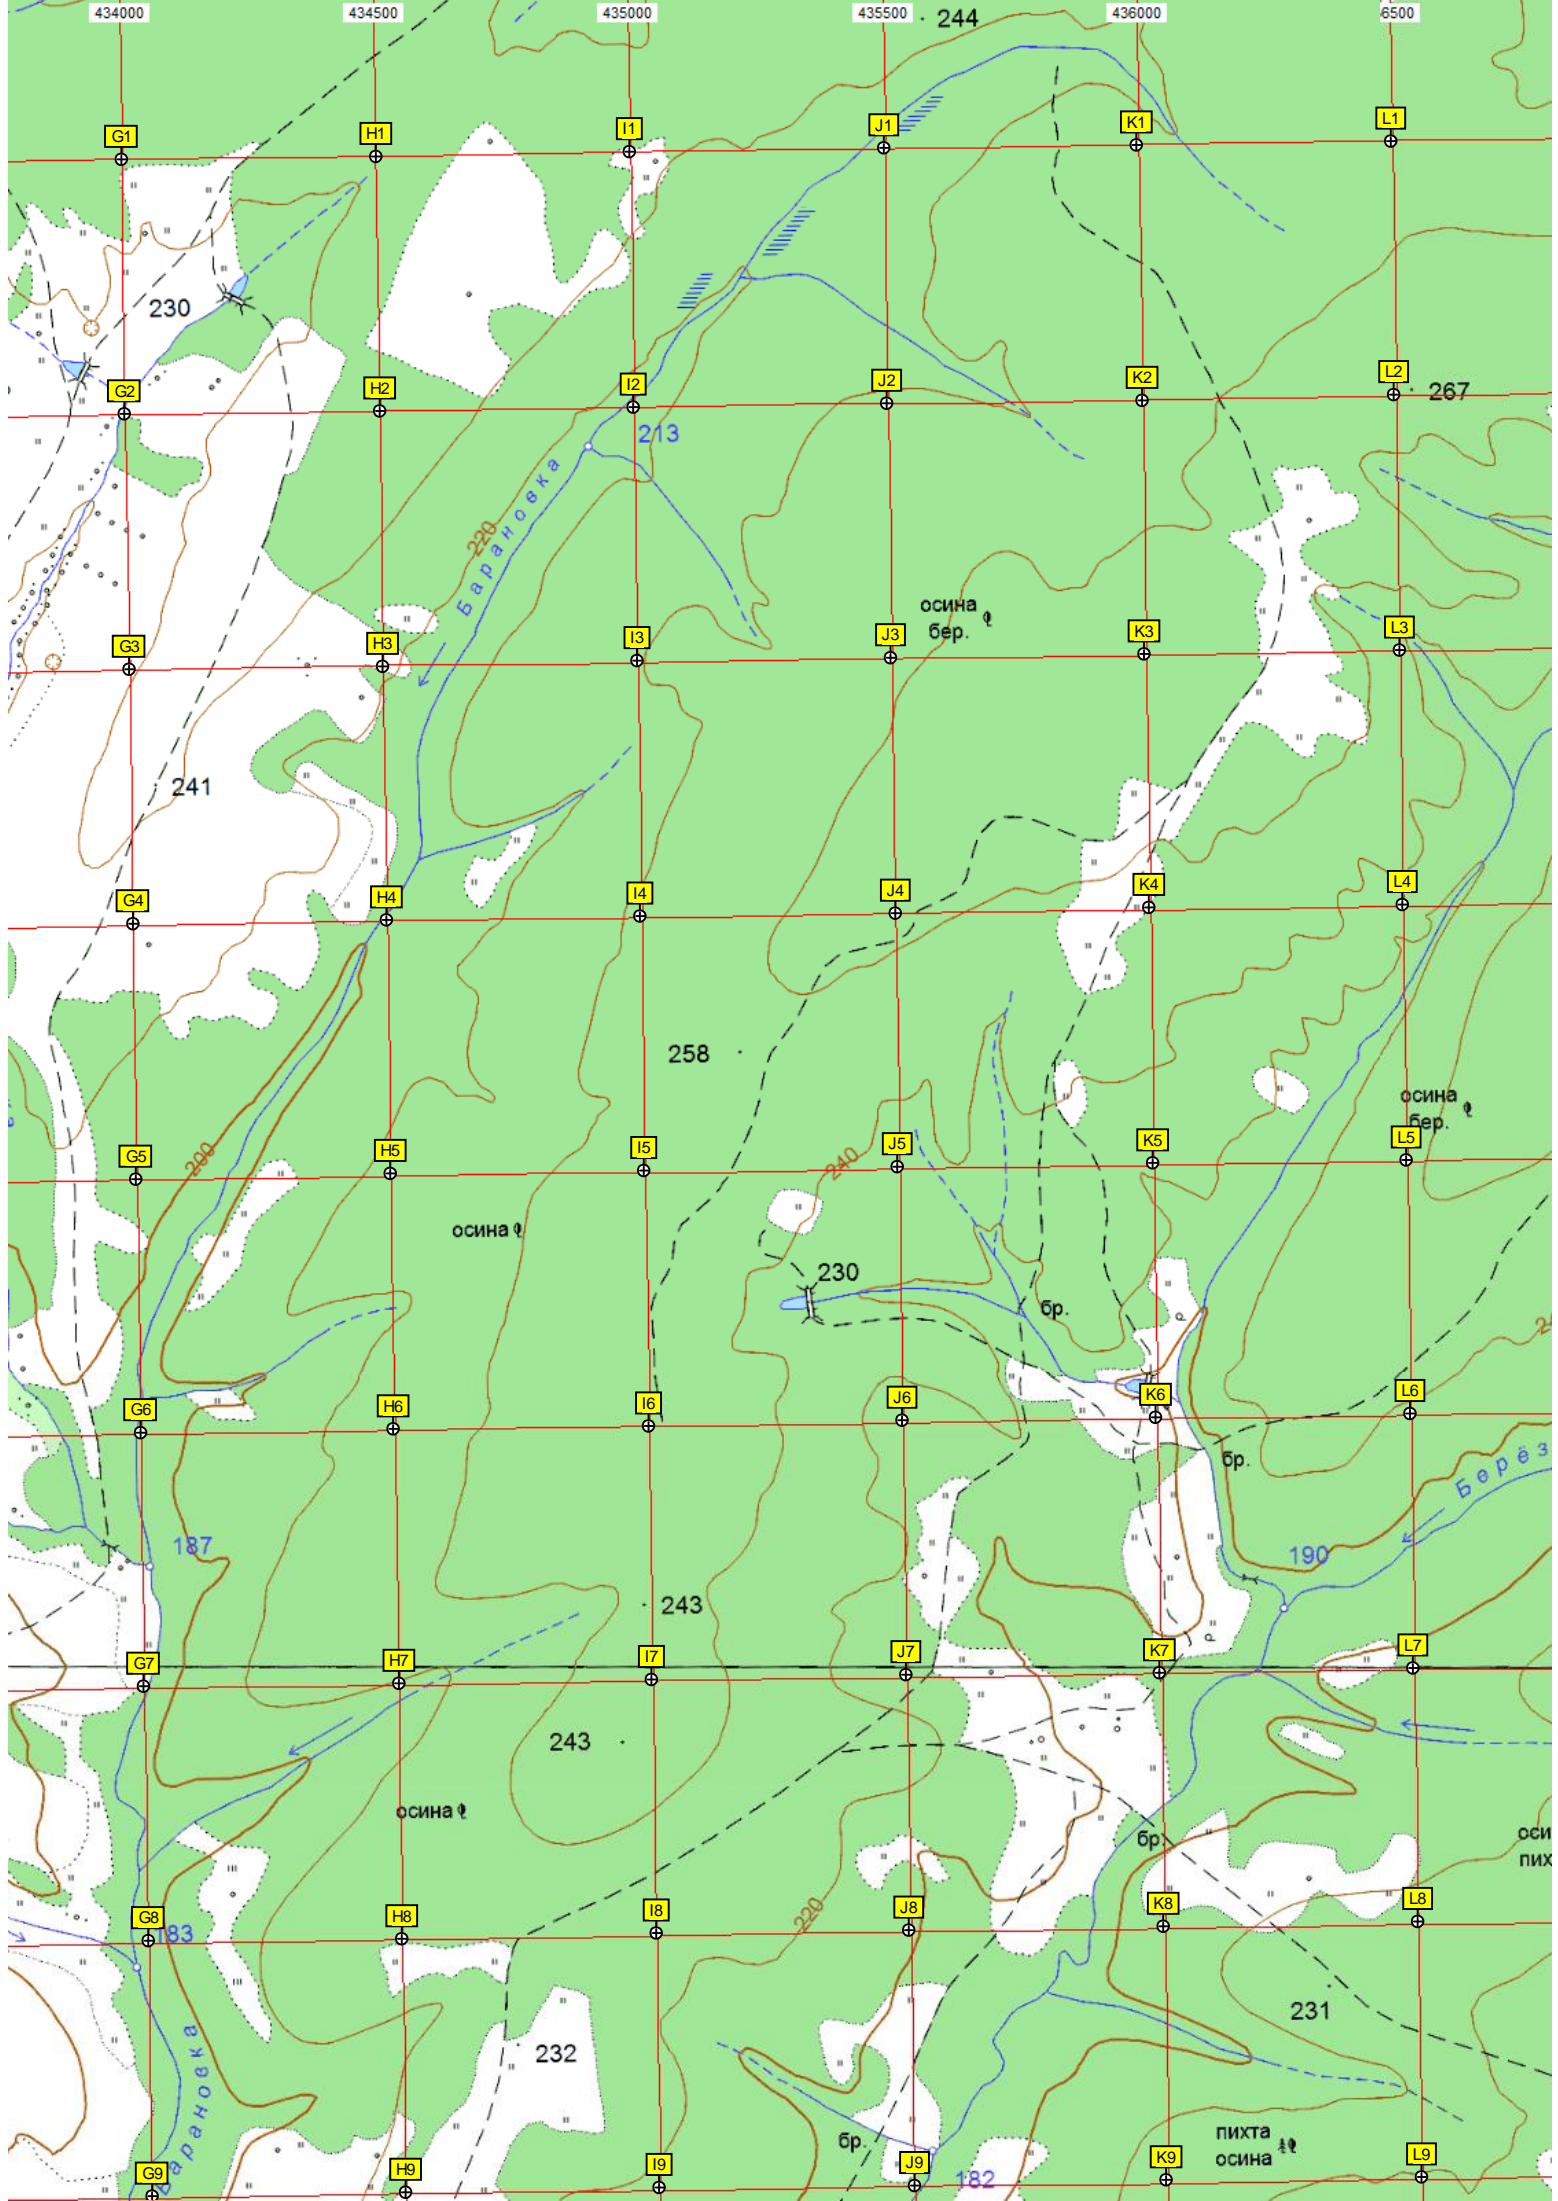 434000 434500 435000 435500 436000 6500
244
G1 H1 I1 J1 K1 L1
230
G2 H2 I2 J2 K2 L2
267
213
220
Барановка
осина
бер.
G3 H3 I3 J3 K3 L3
241
G4 H4 I4 J4 K4 L4
258
осина
бер.
G5 H5 I5 J5 K5 L5
200
240
осина
230
бр.
G6 H6 I6 J6 K6 L6
бр.
Берёз
187
190
243
G7 H7 I7 J7 K7 L7
243
осина
бр.
оси
пих
G8 H8 I8 J8 K8 L8
220
183
231
232
Барановка
бр.
пихта
осина
G9 H9 I9 J9 K9 L9
182